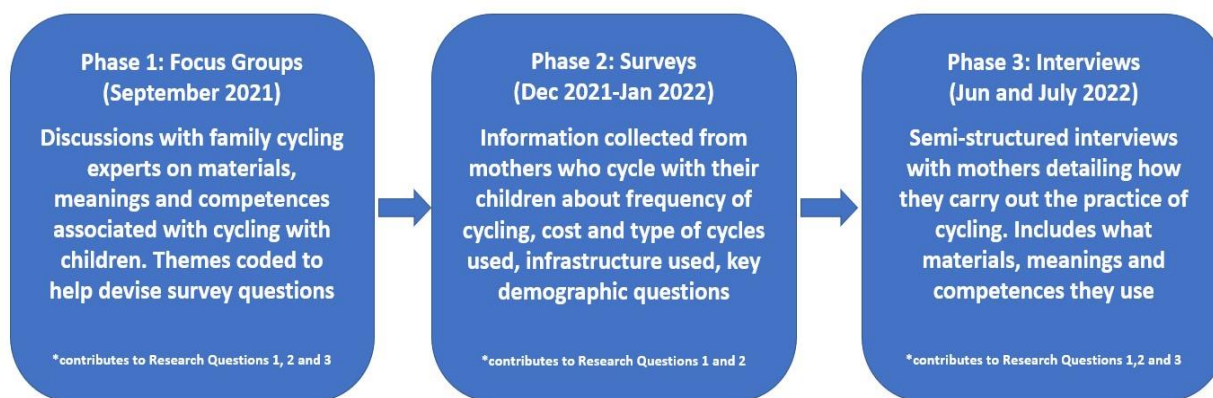 Phase 1: Focus Groups
(September 2021)
Discussions with family cycling
experts on materials,
meanings and competences
associated with cycling with
children. Themes coded to
help devise survey questions
*contributes to Research Questions 1, 2 and 3
Phase 2: Surveys
(Dec 2021-Jan 2022)
Information collected from
mothers who cycle with their
children about frequency of
cycling, cost and type of cycles
used, infrastructure used, key
demographic questions
*contributes to Research Questions 1 and 2
Phase 3: Interviews
(Jun and July 2022)
Semi-structured interviews
with mothers detailing how
they carry out the practice of
cycling. Includes what
materials, meanings and
competences they use
*contributes to Research Questions 1,2 and 3